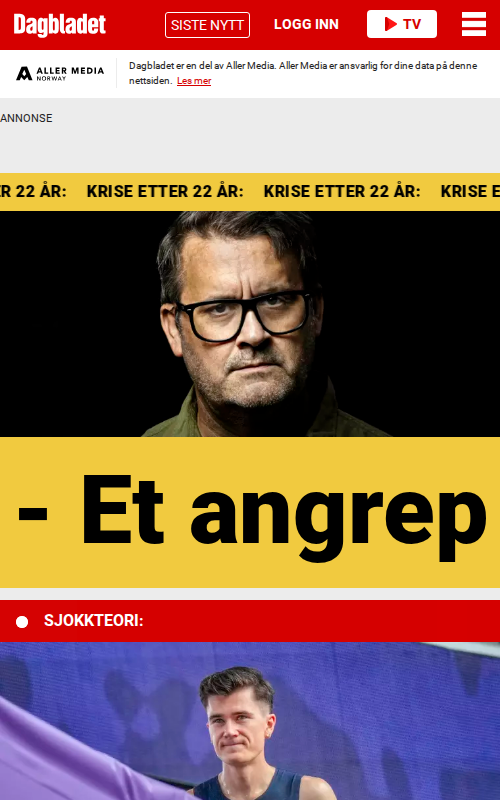 Dagbladet
SISTE NYTT
LOGG INN
TV
ALLER MEDIA
NORWAY
Dagbladet er en del av Aller Media. Aller Media er ansvarlig for dine data på denne
nettsiden. Les mer
ANNONSE
ER 22 ÅR: KRISE ETTER 22 ÅR: KRISE ETTER 22 ÅR: KRISE E
- Et angrep
SJOKKTEORI: